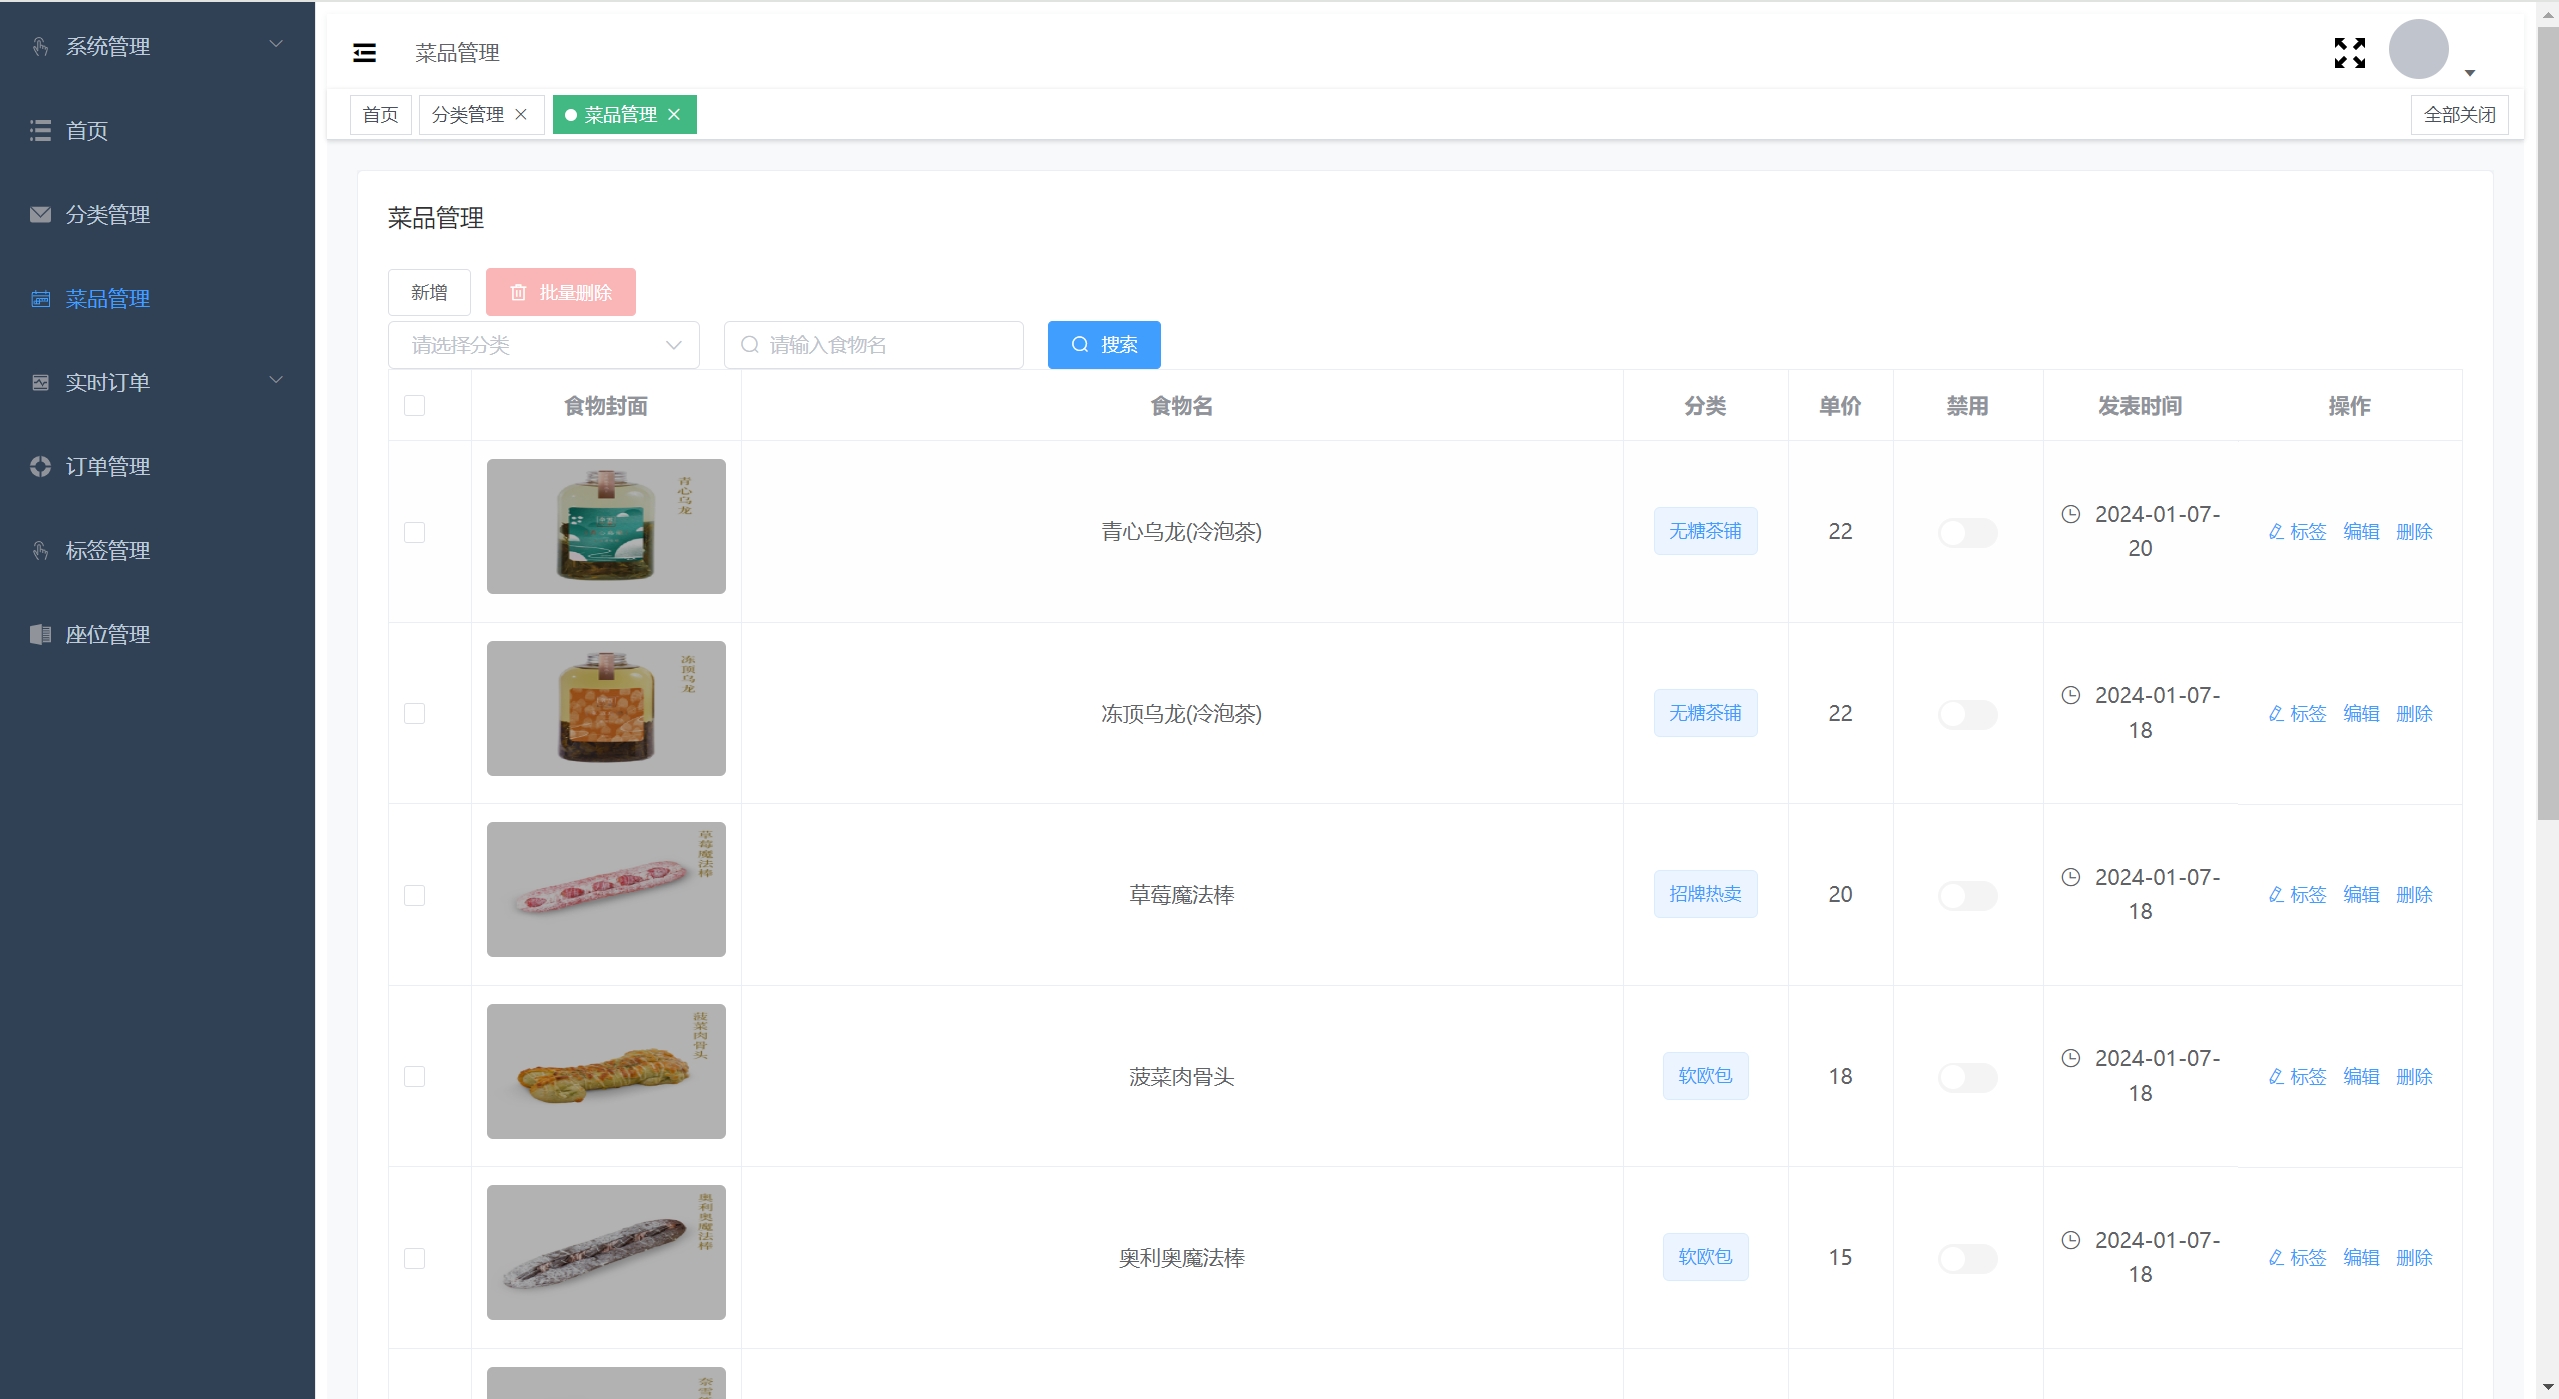 系统管理
首页
分类管理
菜品管理
实时订单
订单管理
标签管理
座位管理
菜品管理
首页
分类管理
菜品管理
全部关闭
菜品管理
新增
批量删除
请选择分类
请输入食物名
搜索
食物封面 食物名 分类 单价 禁用 发表时间 操作
青心乌龙
青心乌龙(冷泡茶) 无糖茶铺 22 2024-01-07-20 标签 编辑 删除
冻顶乌龙
冻顶乌龙(冷泡茶) 无糖茶铺 22 2024-01-07-18 标签 编辑 删除
草莓魔法棒
草莓魔法棒 招牌热卖 20 2024-01-07-18 标签 编辑 删除
菠菜肉骨头
菠菜肉骨头 软欧包 18 2024-01-07-18 标签 编辑 删除
奥利奥魔法棒
奥利奥魔法棒 软欧包 15 2024-01-07-18 标签 编辑 删除
奈雪